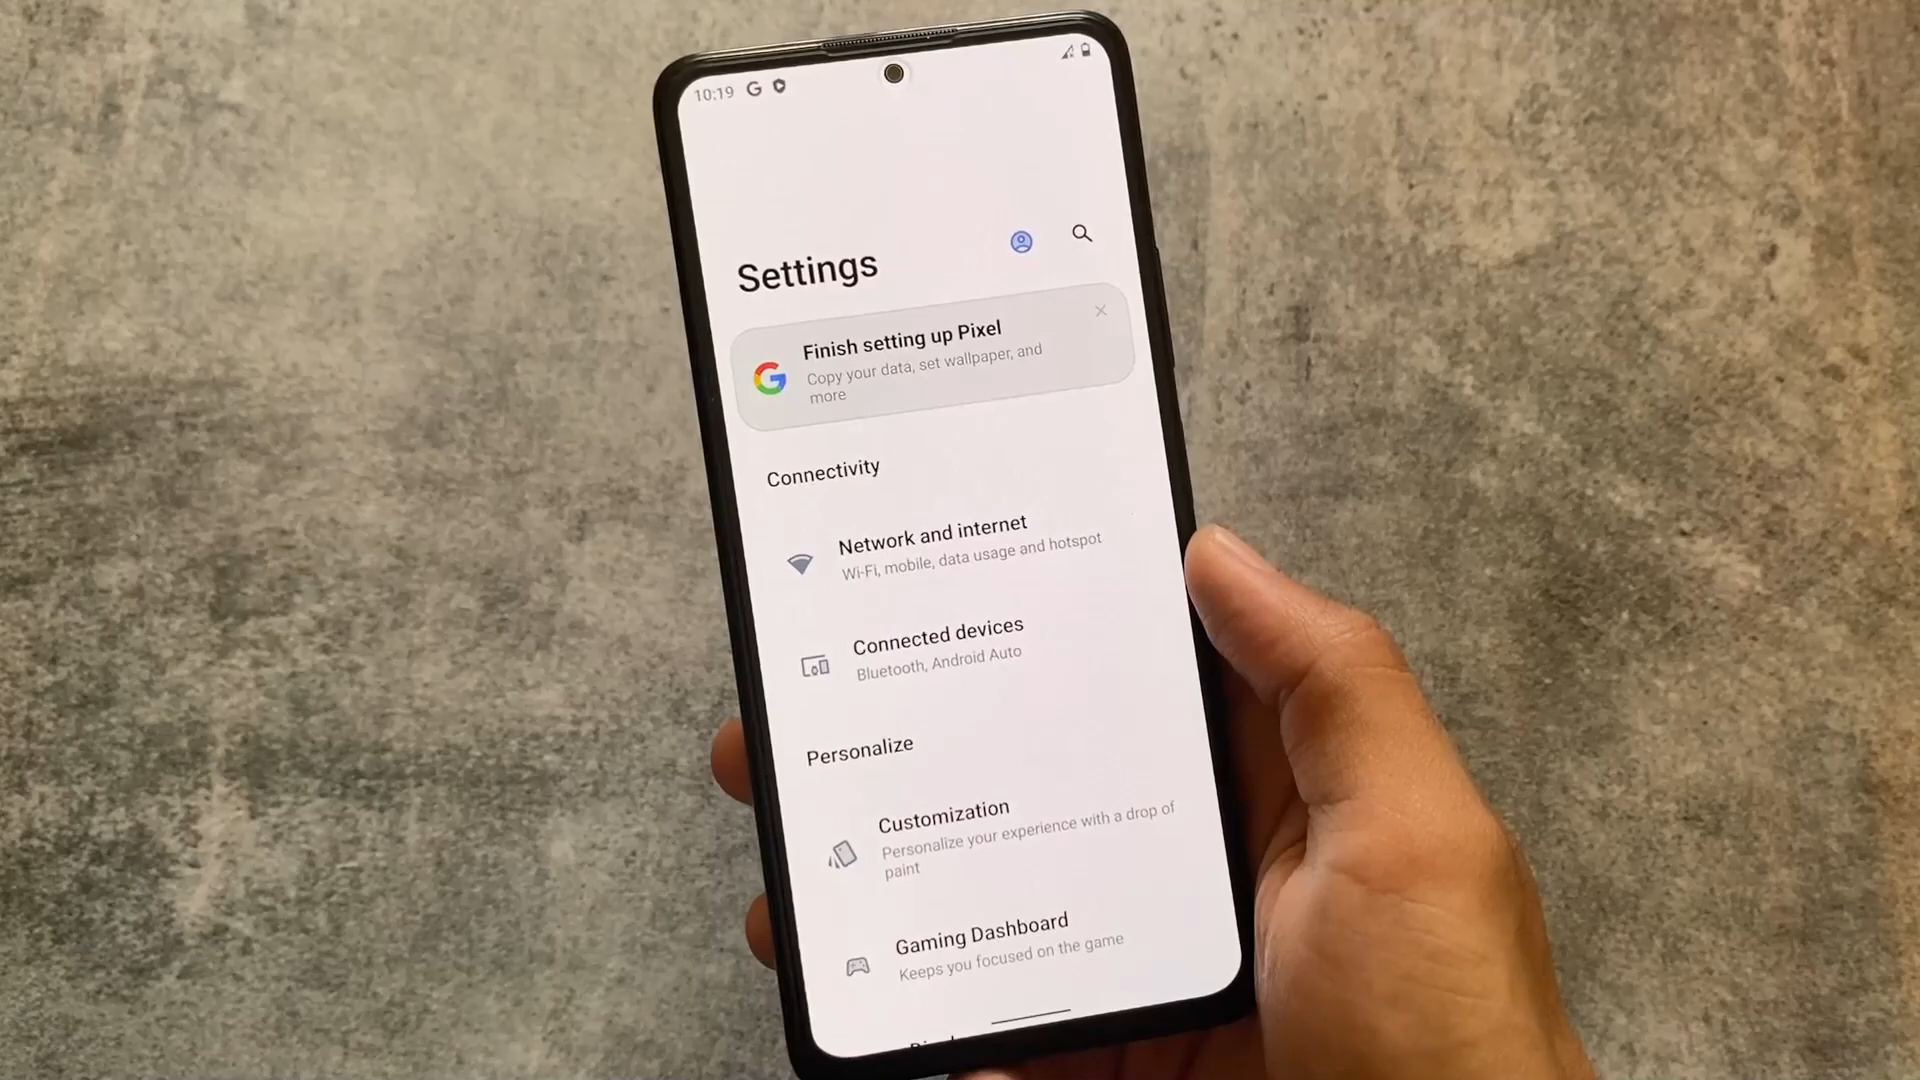 10:19
Settings
Finish setting up Pixel
Copy your data, set wallpaper, and
more
Connectivity
Network and internet
Wi-Fi, mobile, data usage and hotspot
Connected devices
Bluetooth, Android Auto
Personalize
Customization
Personalize your experience with a drop of
paint
Gaming Dashboard
Keeps you focused on the game